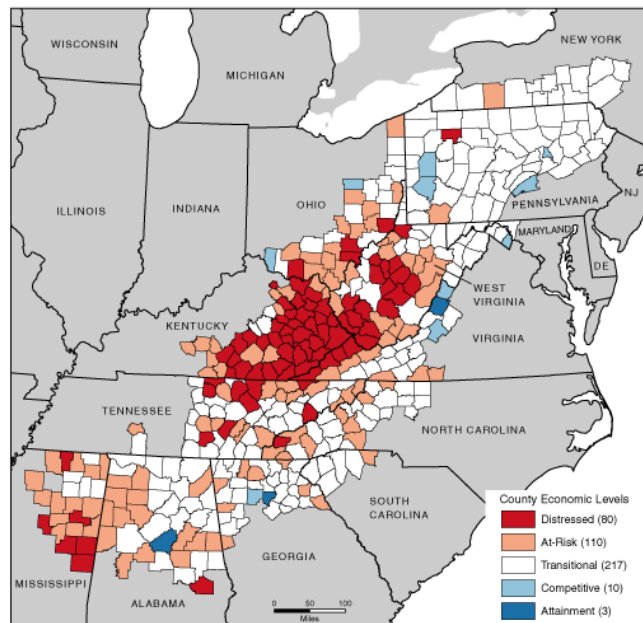 WISCONSIN
NEW YORK
MICHIGAN
PENNSYLVANIA
NJ
OHIO
ILLINOIS
INDIANA
MARYLAND
DE
WEST
VIRGINIA
KENTUCKY
VIRGINIA
TENNESSEE
NORTH CAROLINA
SOUTH
CAROLINA
GEORGIA
MISSISSIPPI
ALABAMA
0 50 100
Miles
County Economic Levels
Distressed (80)
At-Risk (110)
Transitional (217)
Competitive (10)
Attainment (3)